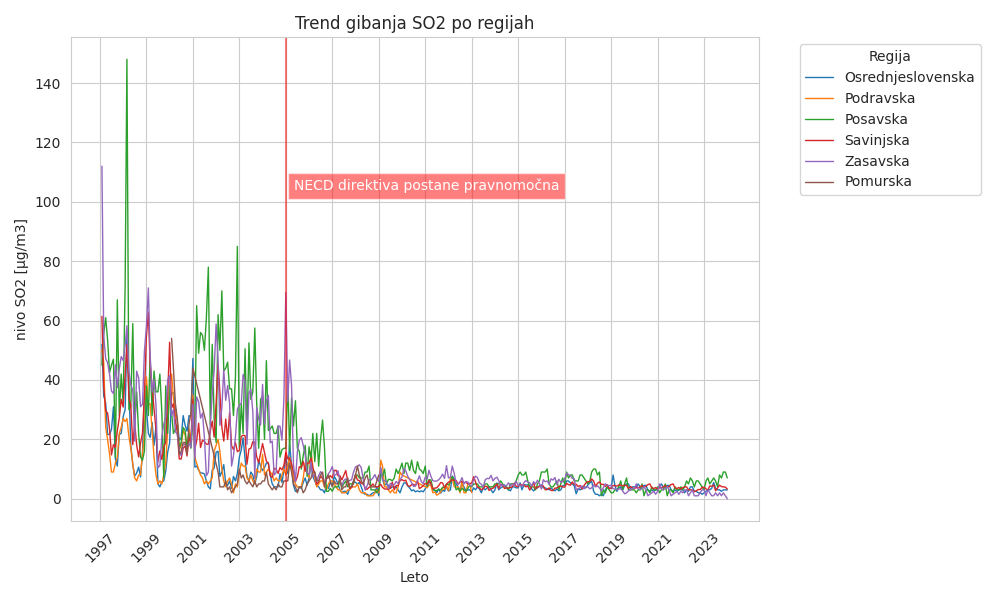 Trend gibanja SO2 po regijah
nivo SO2 [µg/m3]
140
120
100
80
60
40
20
0
NECD direktiva postane pravnomočna
1997
1999
2001
2003
2005
2007
2009
2011
2013
2015
2017
2019
2021
2023
Leto
Regija
Osrednjeslovenska
Podravska
Posavska
Savinjska
Zasavska
Pomurska